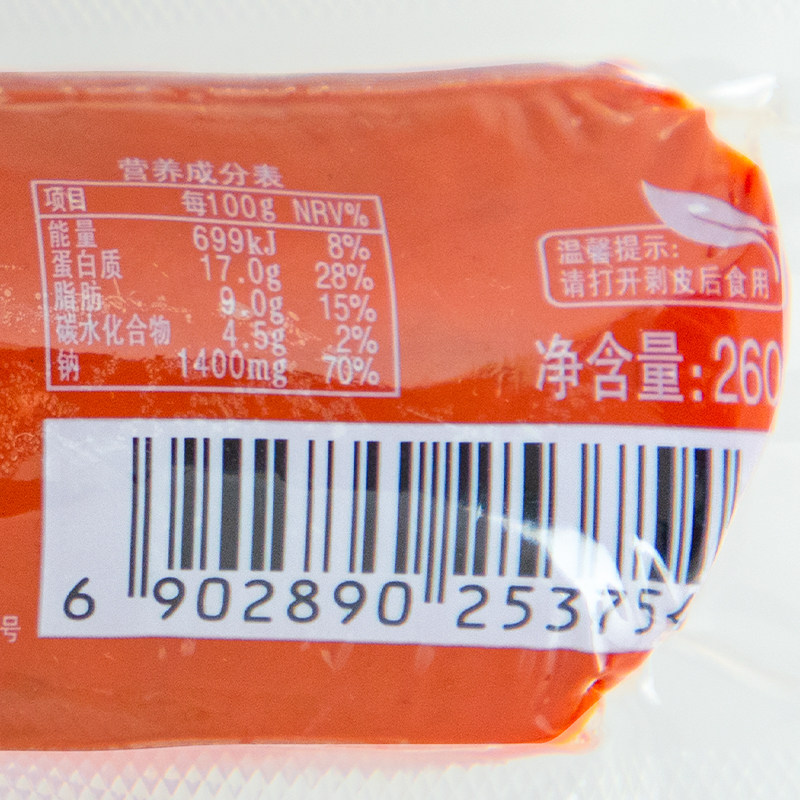 营养成分表
项目 每100g NRV%
能量 699kJ 8%
蛋白质 17.0g 28%
脂肪 9.0g 15%
碳水化合物 4.5g 2%
钠 1400mg 70%
温馨提示:
请打开剥皮后食用
净含量:260
6 902890 25375
号